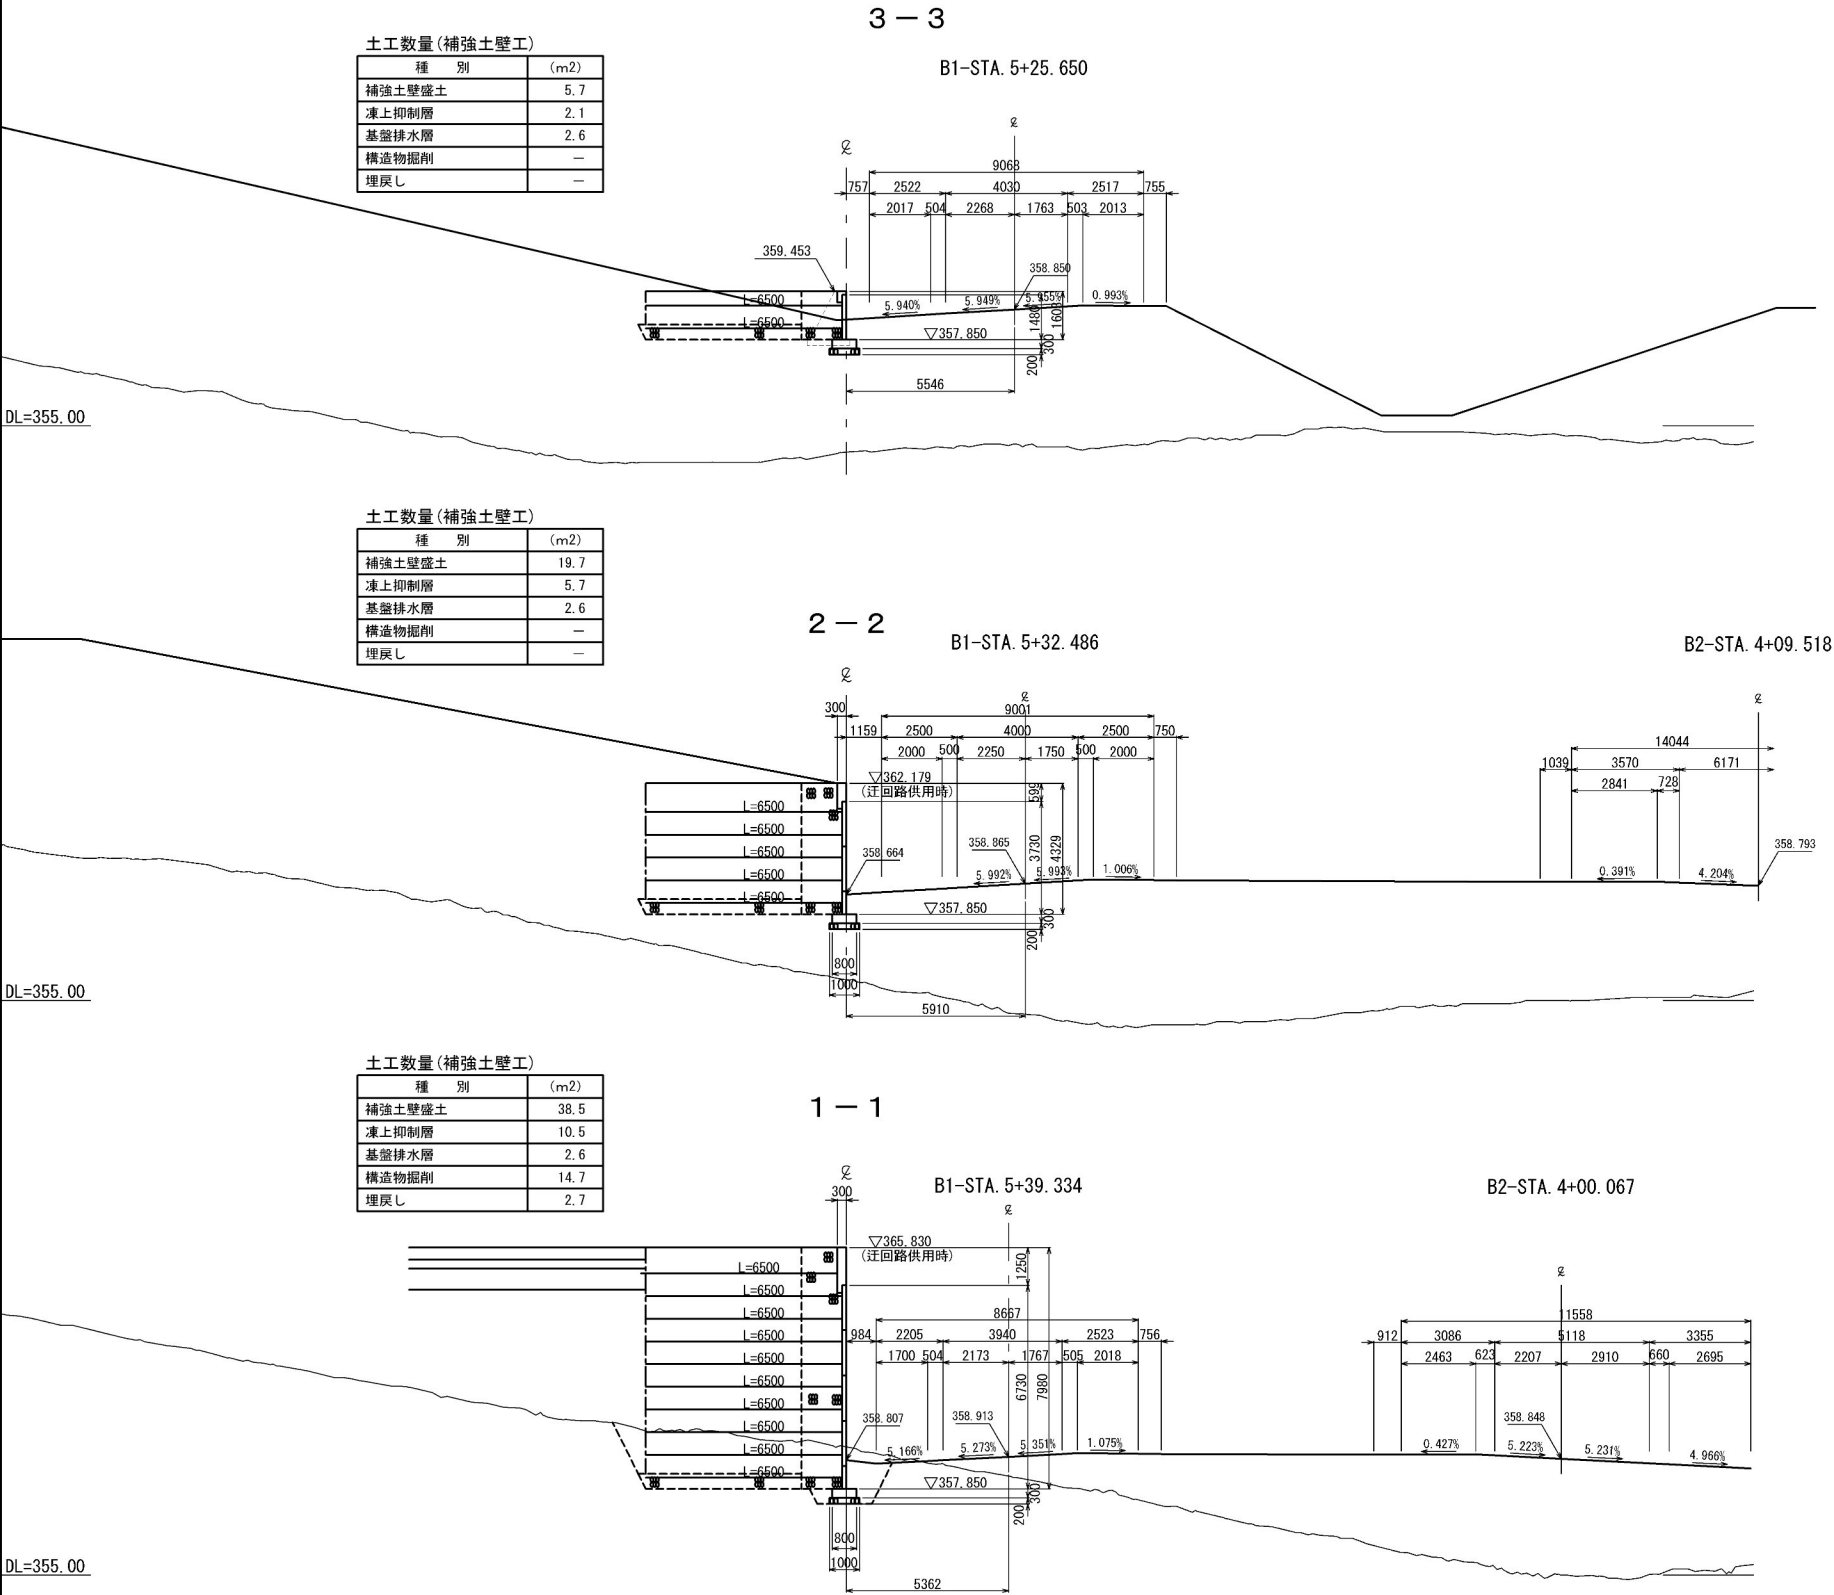 3－3
土工数量(補強土壁工)
種　別 (m2)
補強土壁盛土 5.7
凍上抑制層 2.1
基盤排水層 2.6
構造物掘削 －
埋戻し －
B1-STA. 5+25.650
℄
℄
9068
757 2522 4030 2517 755
2017 504 2268 1763 503 2013
359.453
358.850
L=6500
5.940% 5.949% 5.955% 0.993%
L=6500
1480 1603
▽357.850
300
200
5546
DL=355.00
土工数量(補強土壁工)
種　別 (m2)
補強土壁盛土 19.7
凍上抑制層 5.7
基盤排水層 2.6
構造物掘削 －
埋戻し －
2－2
B1-STA. 5+32.486
B2-STA. 4+09.518
℄
℄
℄
300
9001
1159 2500 4000 2500 750
2000 500 2250 1750 500 2000
14044
1039 3570 6171
2841 728
▽362.179
(迂回路供用時)
599
L=6500
L=6500
L=6500
L=6500
L=6500
3730 4329
358.664
358.865
358.793
5.992% 5.993% 1.006%
0.391% 4.204%
▽357.850
300
200
800
1000
5910
DL=355.00
土工数量(補強土壁工)
種　別 (m2)
補強土壁盛土 38.5
凍上抑制層 10.5
基盤排水層 2.6
構造物掘削 14.7
埋戻し 2.7
1－1
B1-STA. 5+39.334
B2-STA. 4+00.067
℄
℄
℄
300
▽365.830
(迂回路供用時)
1250
L=6500
L=6500
L=6500
L=6500
L=6500
L=6500
L=6500
L=6500
L=6500
L=6500
8667
984 2205 3940 2523 756
1700 504 2173 1767 505 2018
6730 7980
11558
912 3086 5118 3355
2463 623 2207 2910 660 2695
358.807
358.913
358.848
5.166% 5.273% 5.351% 1.075%
0.427% 5.223% 5.231% 4.966%
▽357.850
300
200
800
1000
5362
DL=355.00